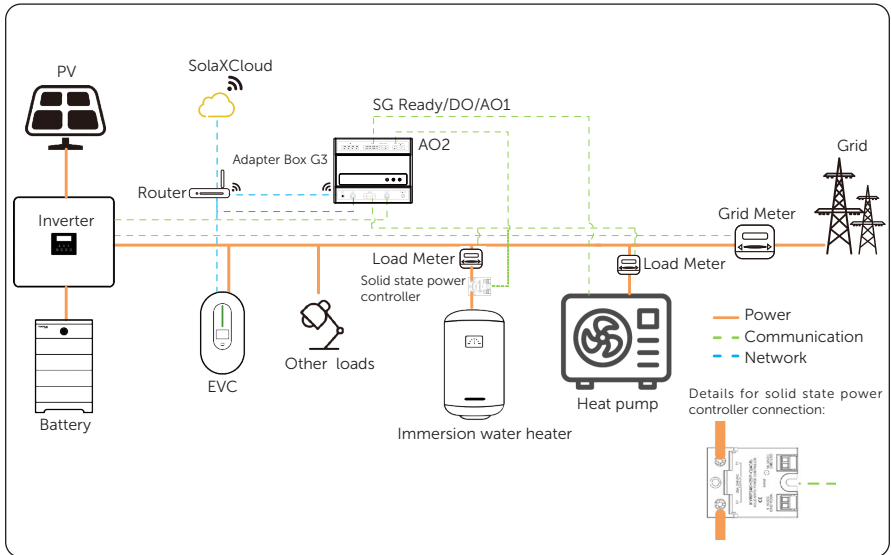 PV
SolaXCloud
SG Ready/DO/AO1
AO2
Grid
Adapter Box G3
Router
Inverter
Grid Meter
Load Meter
Load Meter
Solid state power
controller
Power
Communication
Network
EVC
Other loads
Heat pump
Battery
Immersion water heater
Details for solid state power
controller connection: